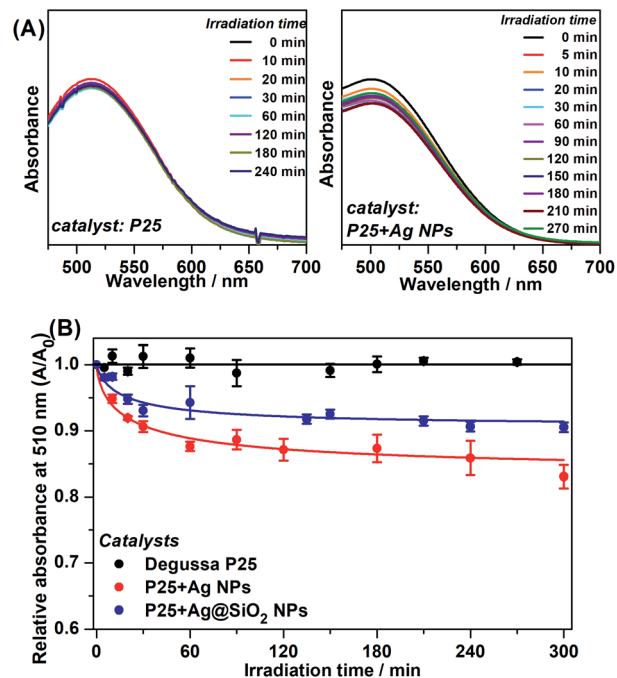 (A)
Irradiation time
0 min
10 min
20 min
30 min
60 min
120 min
180 min
240 min
Absorbance
catalyst: P25
500 550 600 650 700
Wavelength / nm
Irradiation time
0 min
5 min
10 min
20 min
30 min
60 min
90 min
120 min
150 min
180 min
210 min
270 min
Absorbance
catalyst:
P25+Ag NPs
500 550 600 650 700
Wavelength / nm
(B)
Relative absorbance at 510 nm (A/A0)
1.0
0.9
0.8
0.7
0.6
Catalysts
Degussa P25
P25+Ag NPs
P25+Ag@SiO2 NPs
0 60 120 180 240 300
Irradiation time / min